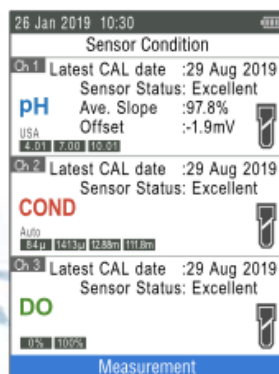 26 Jan 2019 10:30
Sensor Condition
Ch 1 Latest CAL date :29 Aug 2019
Sensor Status: Excellent
pH Ave. Slope :97.8%
Offset :-1.9mV
USA
4.01 7.00 10.01
Ch 2 Latest CAL date :29 Aug 2019
Sensor Status: Excellent
COND
Auto
84µ 1413µ 12.88m 111.8m
Ch 3 Latest CAL date :29 Aug 2019
Sensor Status: Excellent
DO
0% 100%
Measurement